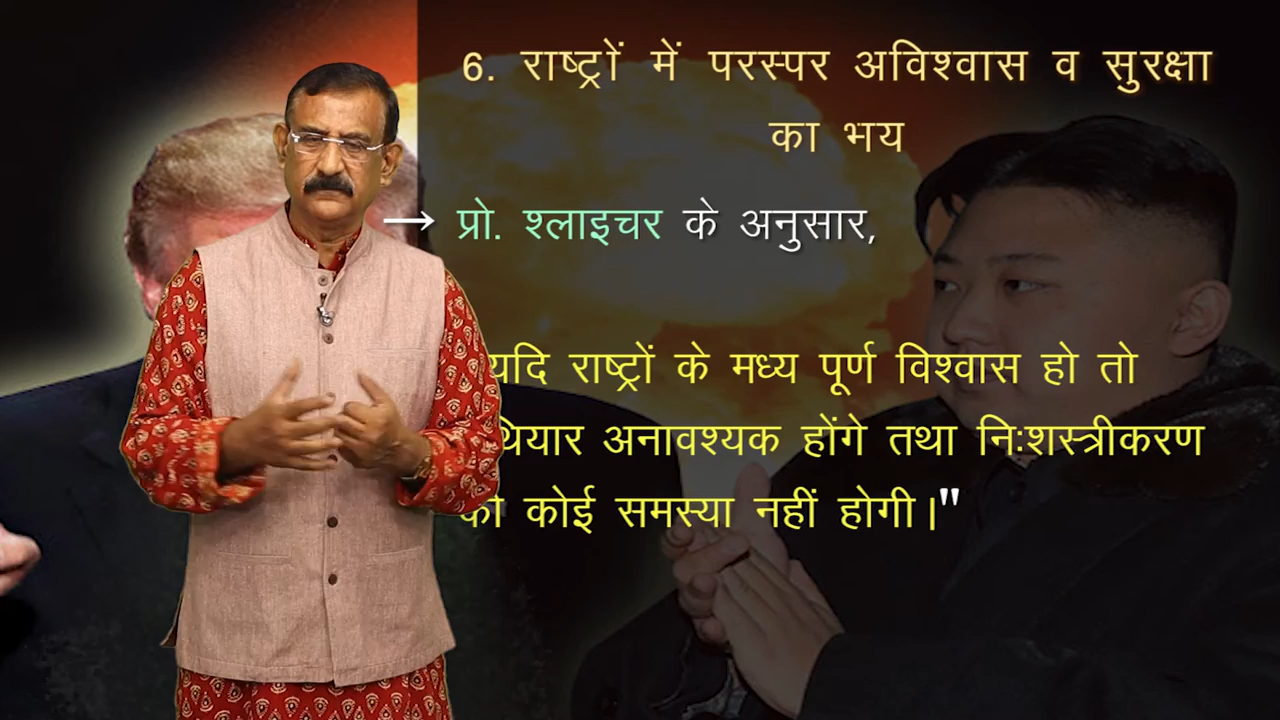 6. राष्ट्रों में परस्पर अविश्वास व सुरक्षा
का भय
→ प्रो. श्लाइचर के अनुसार,
यदि राष्ट्रों के मध्य पूर्ण विश्वास हो तो
अनावश्यक होंगे तथा निःशस्त्रीकरण
कोई समस्या नहीं होगी।"